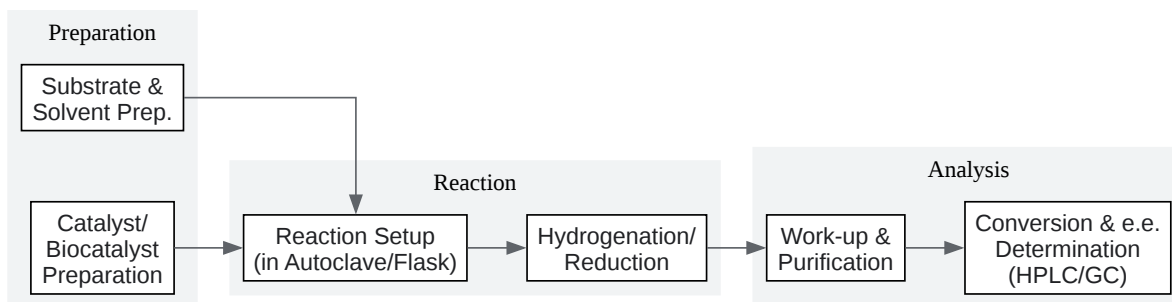 Preparation
Substrate &
Solvent Prep.
Catalyst/
Biocatalyst
Preparation
Reaction
Reaction Setup
(in Autoclave/Flask)
Hydrogenation/
Reduction
Analysis
Work-up &
Purification
Conversion & e.e.
Determination
(HPLC/GC)